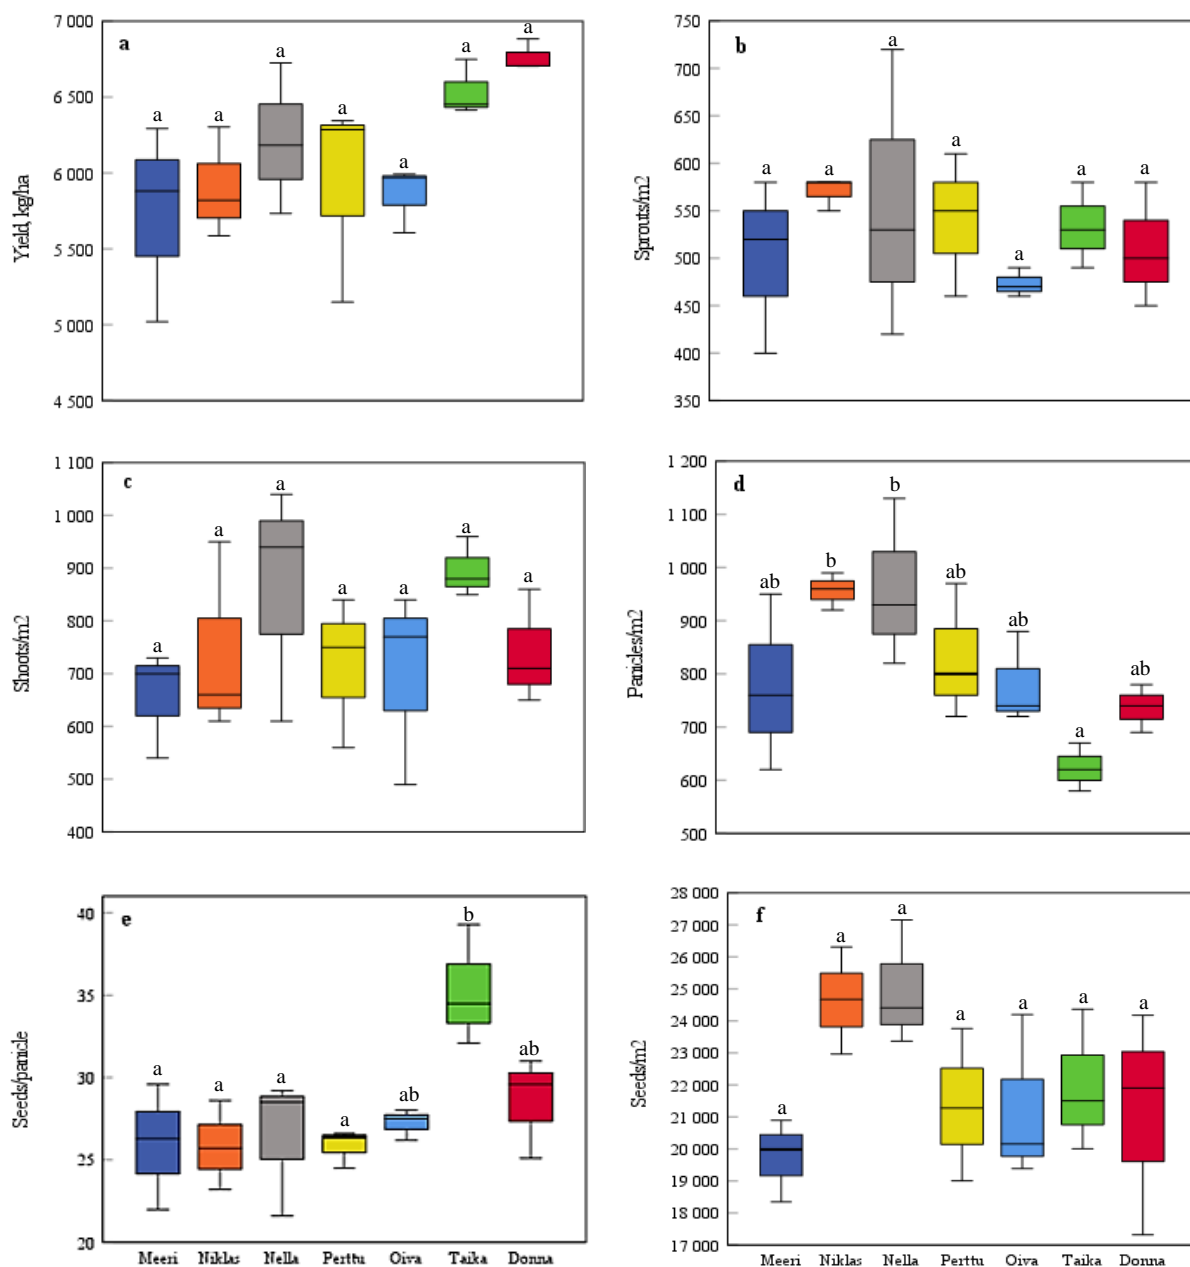 a
Yield, kg/ha
7 000
6 500
6 000
5 500
5 000
4 500
a a a a a a a
b
Sprouts/m2
750
700
650
600
550
500
450
400
350
a a a a a a a
c
Shoots/m2
1 100
1 000
900
800
700
600
500
400
a a a a a a a
d
Panicles/m2
1 200
1 100
1 000
900
800
700
600
500
ab b b ab ab a ab
e
Seeds/panicle
40
35
30
25
20
a a a a ab b ab
Meeri Niklas Nella Perttu Oiva Taika Donna
f
Seeds/m2
28 000
27 000
26 000
25 000
24 000
23 000
22 000
21 000
20 000
19 000
18 000
17 000
a a a a a a a
Meeri Niklas Nella Perttu Oiva Taika Donna